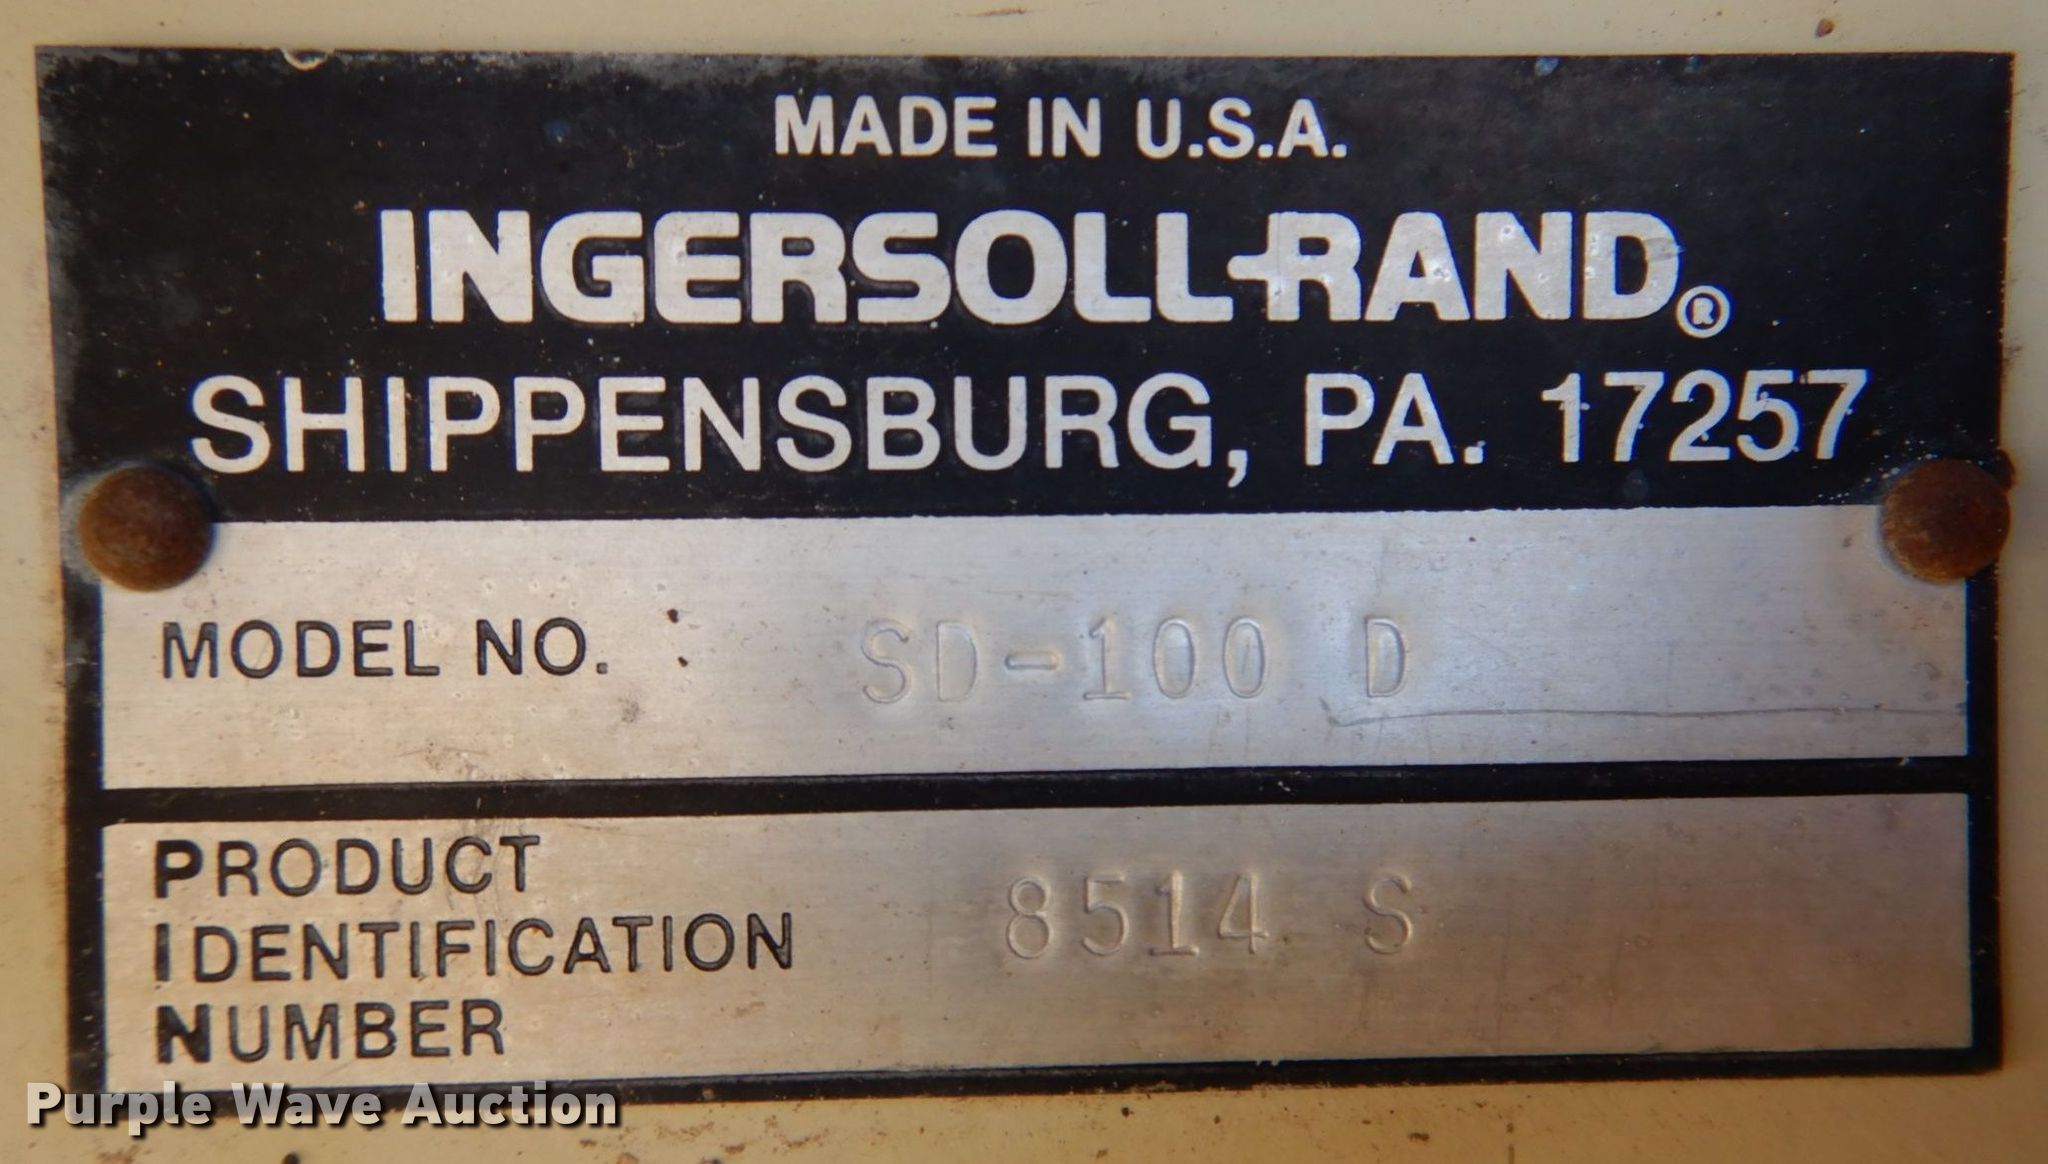 MADE IN U.S.A.
INGERSOLL-RAND®
SHIPPENSBURG, PA. 17257
MODEL NO. SD-100 D
PRODUCT
IDENTIFICATION 8514 S
NUMBER
Purple Wave Auction